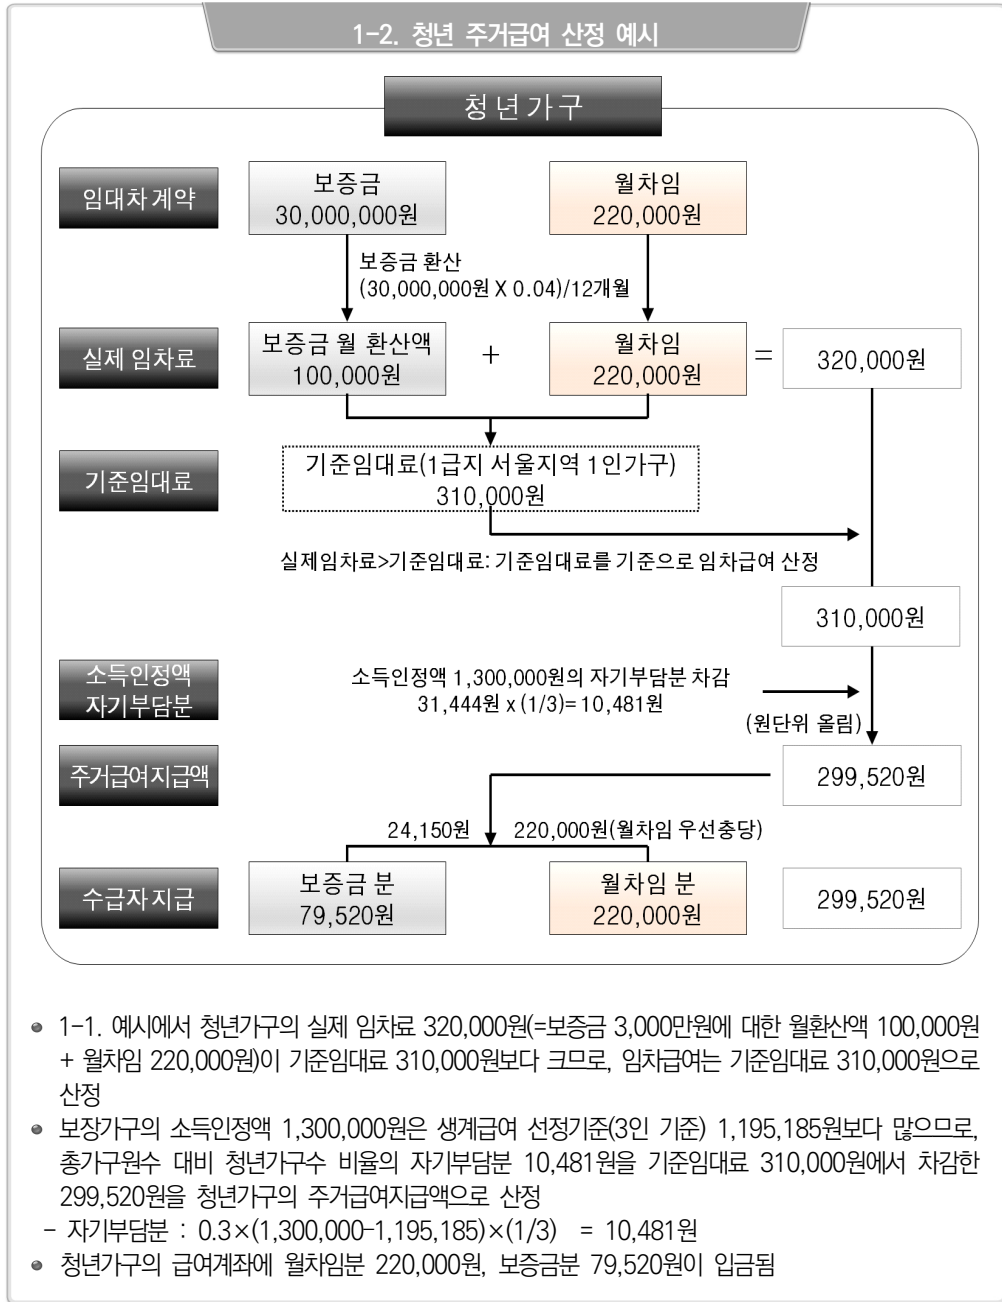 1-2. 청년 주거급여 산정 예시
청년가구
임대차 계약
보증금
30,000,000원
월차임
220,000원
보증금 환산
(30,000,000원 X 0.04)/12개월
실제 임차료
보증금 월 환산액
100,000원
+
월차임
220,000원
=
320,000원
기준임대료
기준임대료(1급지 서울지역 1인가구)
310,000원
실제임차료>기준임대료: 기준임대료를 기준으로 임차급여 산정
310,000원
소득인정액
자기부담분
소득인정액 1,300,000원의 자기부담분 차감
31,444원 x (1/3)= 10,481원
(원단위 올림)
주거급여지급액
299,520원
24,150원
220,000원(월차임 우선충당)
수급자 지급
보증금 분
79,520원
월차임 분
220,000원
299,520원
• 1-1. 예시에서 청년가구의 실제 임차료 320,000원(=보증금 3,000만원에 대한 월환산액 100,000원
+ 월차임 220,000원)이 기준임대료 310,000원보다 크므로, 임차급여는 기준임대료 310,000원으로
산정
• 보장가구의 소득인정액 1,300,000원은 생계급여 선정기준(3인 기준) 1,195,185원보다 많으므로,
총가구원수 대비 청년가구수 비율의 자기부담분 10,481원을 기준임대료 310,000원에서 차감한
299,520원을 청년가구의 주거급여지급액으로 산정
- 자기부담분 : 0.3×(1,300,000-1,195,185)×(1/3) = 10,481원
• 청년가구의 급여계좌에 월차임분 220,000원, 보증금분 79,520원이 입금됨